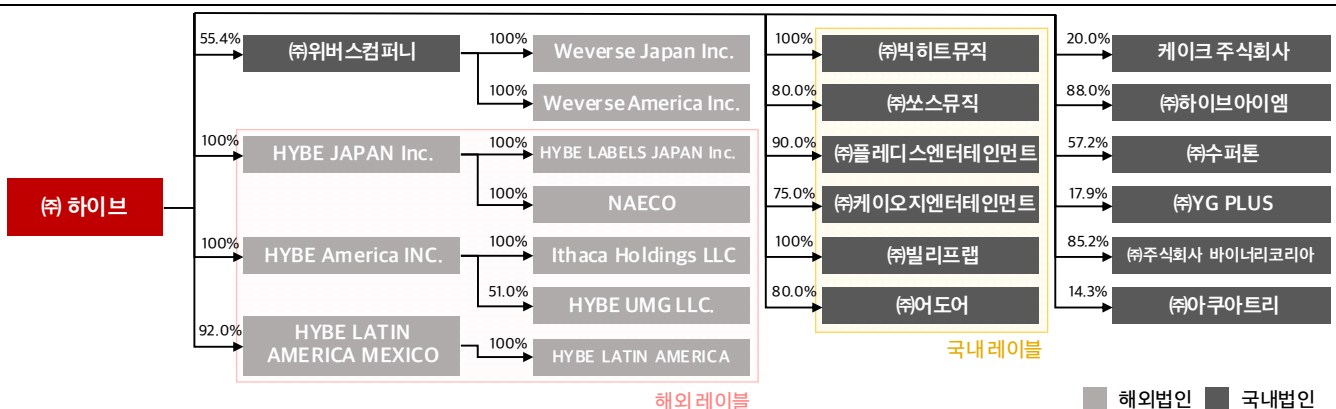 ㈜ 하이브
55.4%
㈜위버스컴퍼니
100%
Weverse Japan Inc.
100%
Weverse America Inc.
100%
HYBE JAPAN Inc.
100%
HYBE LABELS JAPAN Inc.
100%
NAECO
100%
HYBE America INC.
100%
Ithaca Holdings LLC
51.0%
HYBE UMG LLC.
92.0%
HYBE LATIN
AMERICA MEXICO
100%
HYBE LATIN AMERICA
해외 레이블
100%
㈜빅히트뮤직
80.0%
㈜쏘스뮤직
90.0%
㈜플레디스엔터테인먼트
75.0%
㈜케이오지엔터테인먼트
100%
㈜빌리프랩
80.0%
㈜어도어
국내 레이블
20.0%
케이크 주식회사
88.0%
㈜하이브아이엠
57.2%
㈜수퍼톤
17.9%
㈜YG PLUS
85.2%
㈜주식회사 바이너리코리아
14.3%
㈜아쿠아트리
해외법인
국내법인